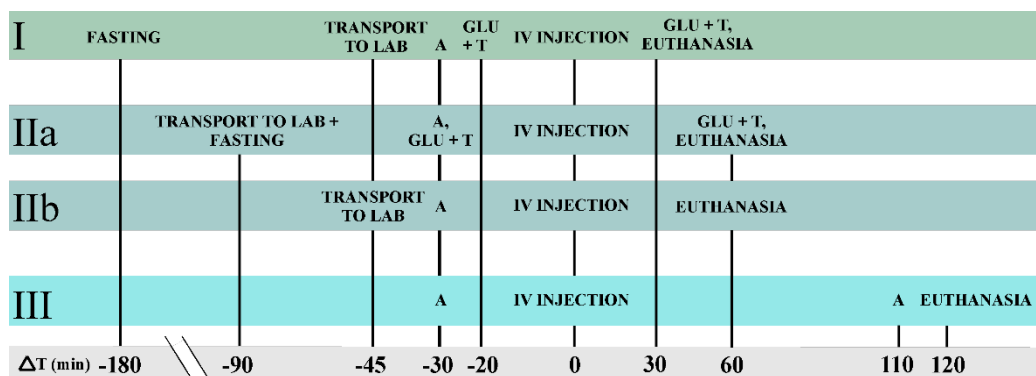 I
FASTING
TRANSPORT
TO LAB
A
GLU
+ T
IV INJECTION
GLU + T,
EUTHANASIA
IIa
TRANSPORT TO LAB +
FASTING
A,
GLU + T
IV INJECTION
GLU + T,
EUTHANASIA
IIb
TRANSPORT
TO LAB
A
IV INJECTION
EUTHANASIA
III
A
IV INJECTION
A
EUTHANASIA
△T (min) -180 -90 -45 -30 -20 0 30 60 110 120